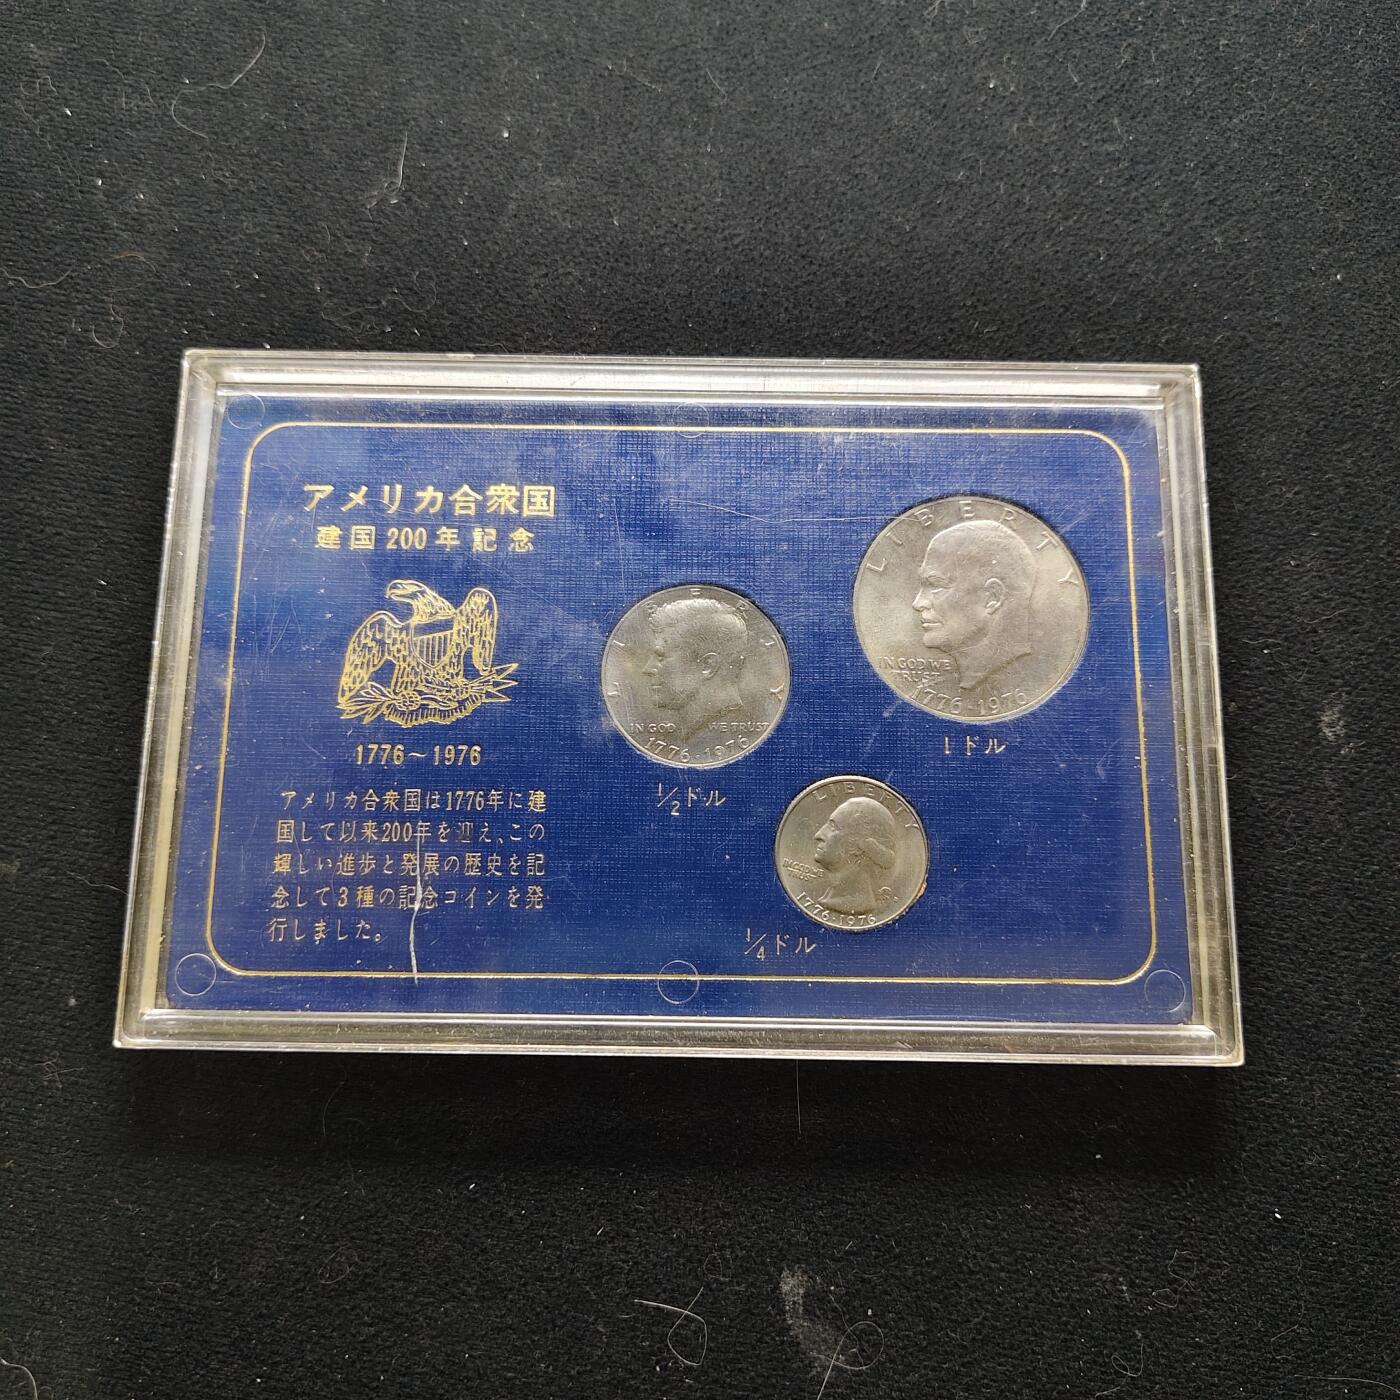 アメリカ合衆国
建国200年記念
1776~1976
アメリカ合衆国は1776年に建
国して以来200年を迎え、この
輝しい進歩と発展の歴史を記
念して3種の記念コインを発
行しました。
LIBERTY
IN GOD WE TRUST
1776·1976
1/2ドル
LIBERTY
IN GOD WE
TRUST
1776·1976
1ドル
LIBERTY
IN GOD WE
1776-1976
1/4ドル